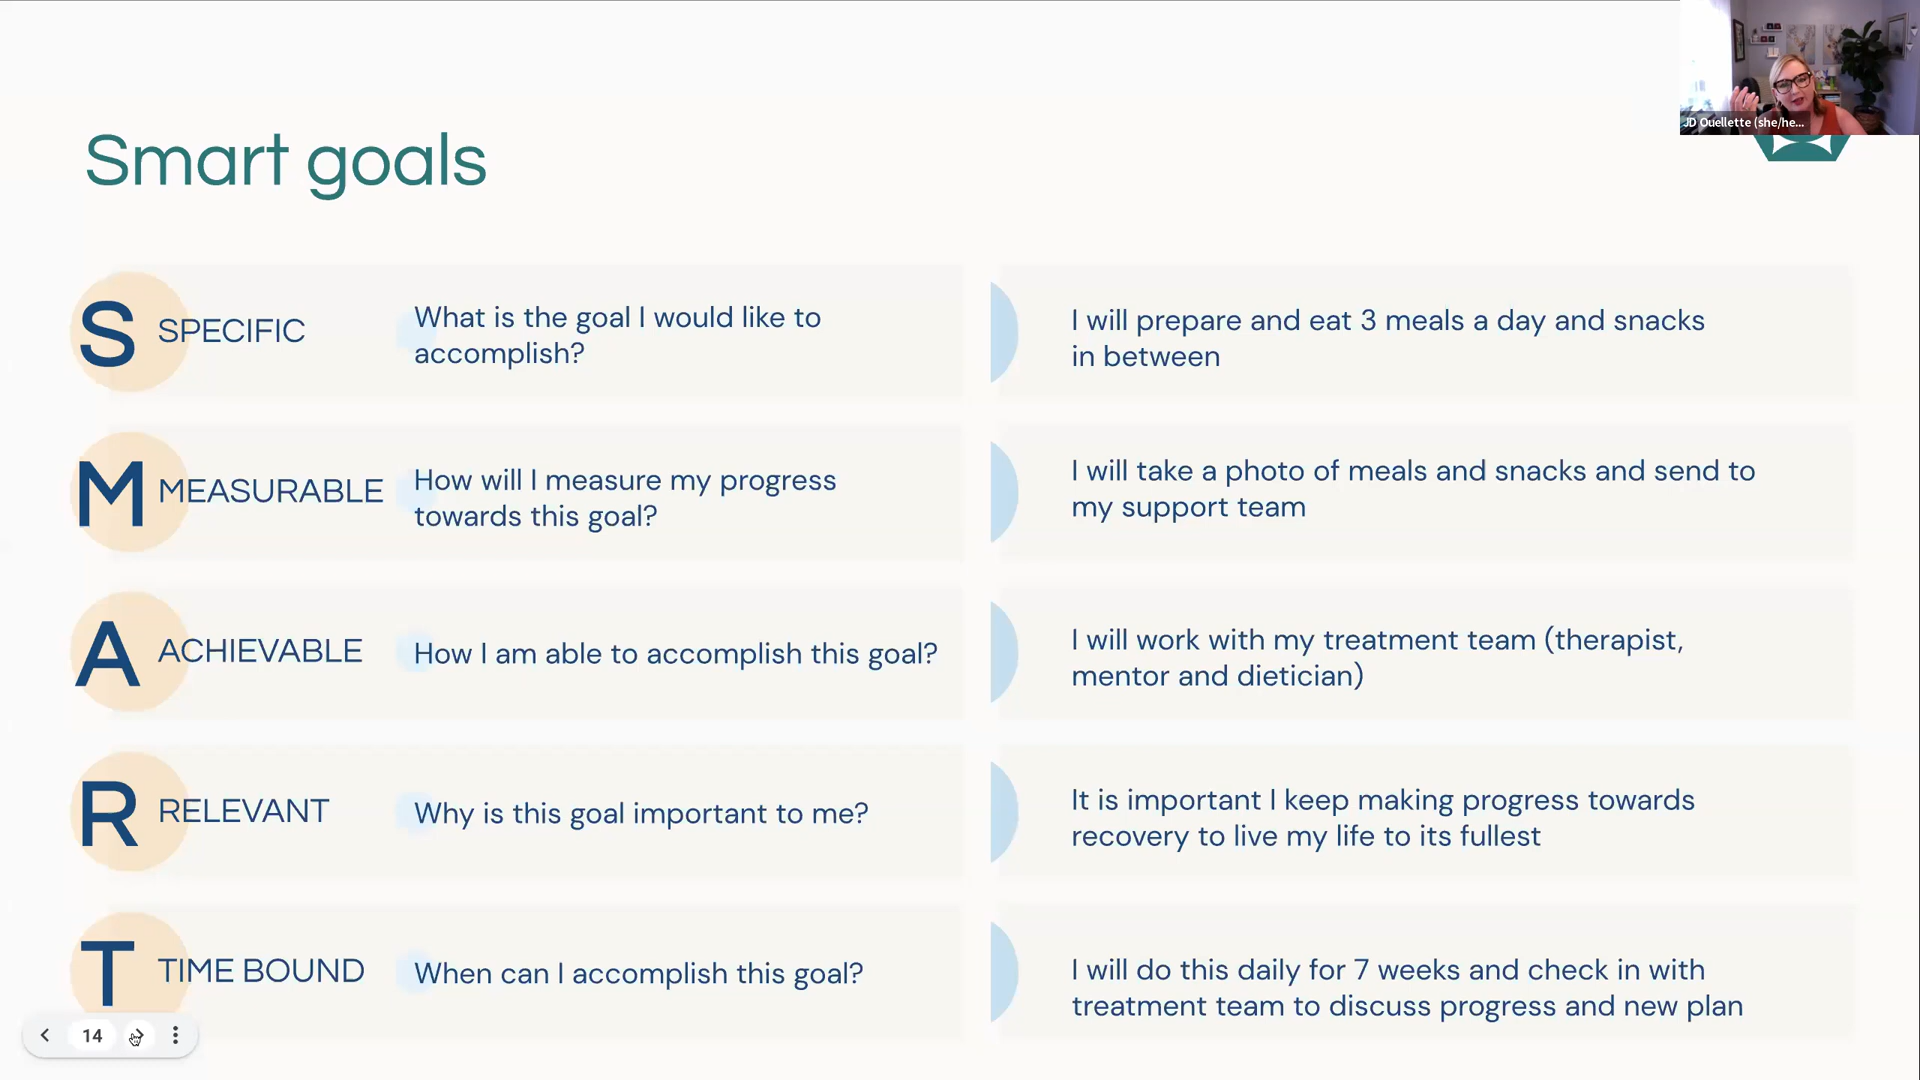 JD Ouellette (she/he...
Smart goals
S SPECIFIC
What is the goal I would like to
accomplish?
I will prepare and eat 3 meals a day and snacks
in between
M MEASURABLE
How will I measure my progress
towards this goal?
I will take a photo of meals and snacks and send to
my support team
A ACHIEVABLE
How I am able to accomplish this goal?
I will work with my treatment team (therapist,
mentor and dietician)
R RELEVANT
Why is this goal important to me?
It is important I keep making progress towards
recovery to live my life to its fullest
T TIME BOUND
When can I accomplish this goal?
I will do this daily for 7 weeks and check in with
treatment team to discuss progress and new plan
14